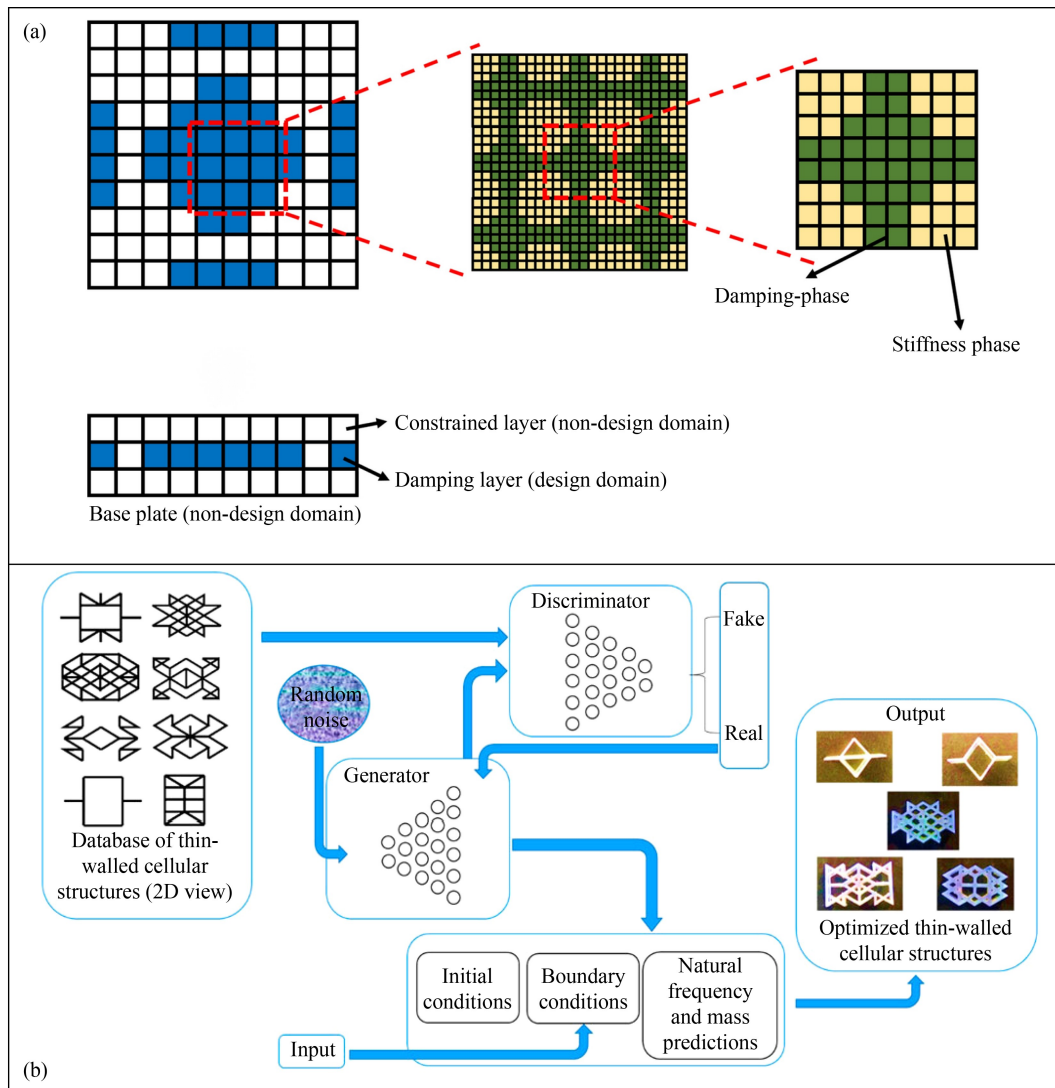 (a)
Damping-phase
Stiffness phase
Constrained layer (non-design domain)
Damping layer (design domain)
Base plate (non-design domain)
Database of thin-
walled cellular
structures (2D view)
Random
noise
Generator
Discriminator
Fake
Real
Output
Optimized thin-walled
cellular structures
Initial
conditions
Boundary
conditions
Natural
frequency
and mass
predictions
Input
(b)